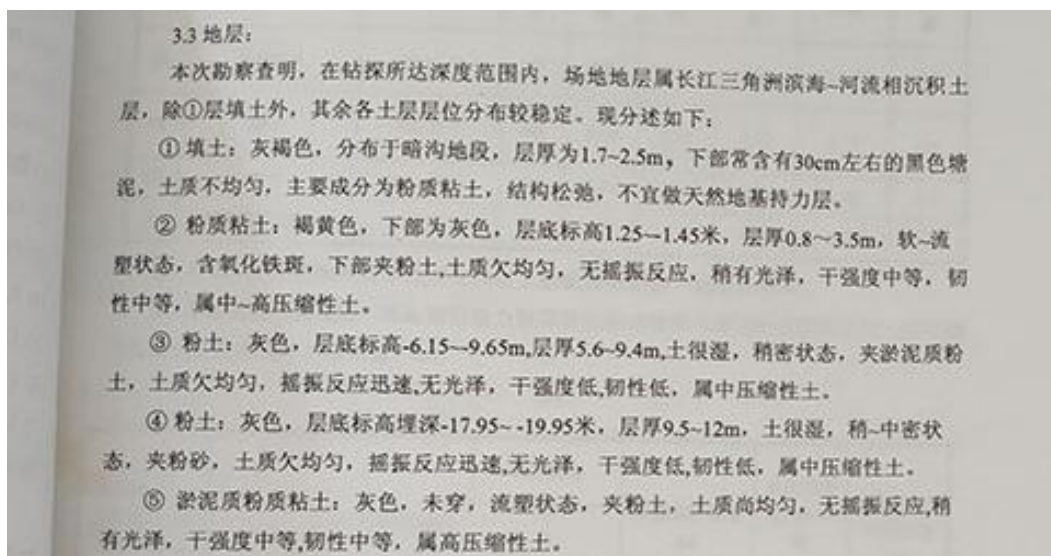 3.3 地层：
本次勘察查明，在钻探所达深度范围内，场地地层属长江三角洲滨海~河流相沉积土
层，除①层填土外，其余各土层层位分布较稳定。现分述如下：
① 填土：灰褐色，分布于暗沟地段，层厚为1.7~2.5m，下部常含有30cm左右的黑色塘
泥，土质不均匀，主要成分为粉质粘土，结构松弛，不宜做天然地基持力层。
② 粉质粘土：褐黄色，下部为灰色，层底标高1.25~-1.45米，层厚0.8～3.5m，软~流
塑状态，含氧化铁斑，下部夹粉土,土质欠均匀，无摇振反应，稍有光泽，干强度中等，韧
性中等，属中~高压缩性土。
③ 粉土：灰色，层底标高-6.15~-9.65m,层厚5.6~9.4m,土很湿，稍密状态，夹淤泥质粉
土，土质欠均匀，摇振反应迅速,无光泽，干强度低,韧性低，属中压缩性土。
④ 粉土：灰色，层底标高埋深-17.95~ -19.95米，层厚9.5~12m，土很湿，稍~中密状
态，夹粉砂，土质欠均匀，摇振反应迅速,无光泽，干强度低,韧性低，属中压缩性土。
⑤ 淤泥质粉质粘土：灰色，未穿，流塑状态，夹粉土，土质尚均匀，无摇振反应,稍
有光泽，干强度中等,韧性中等，属高压缩性土。